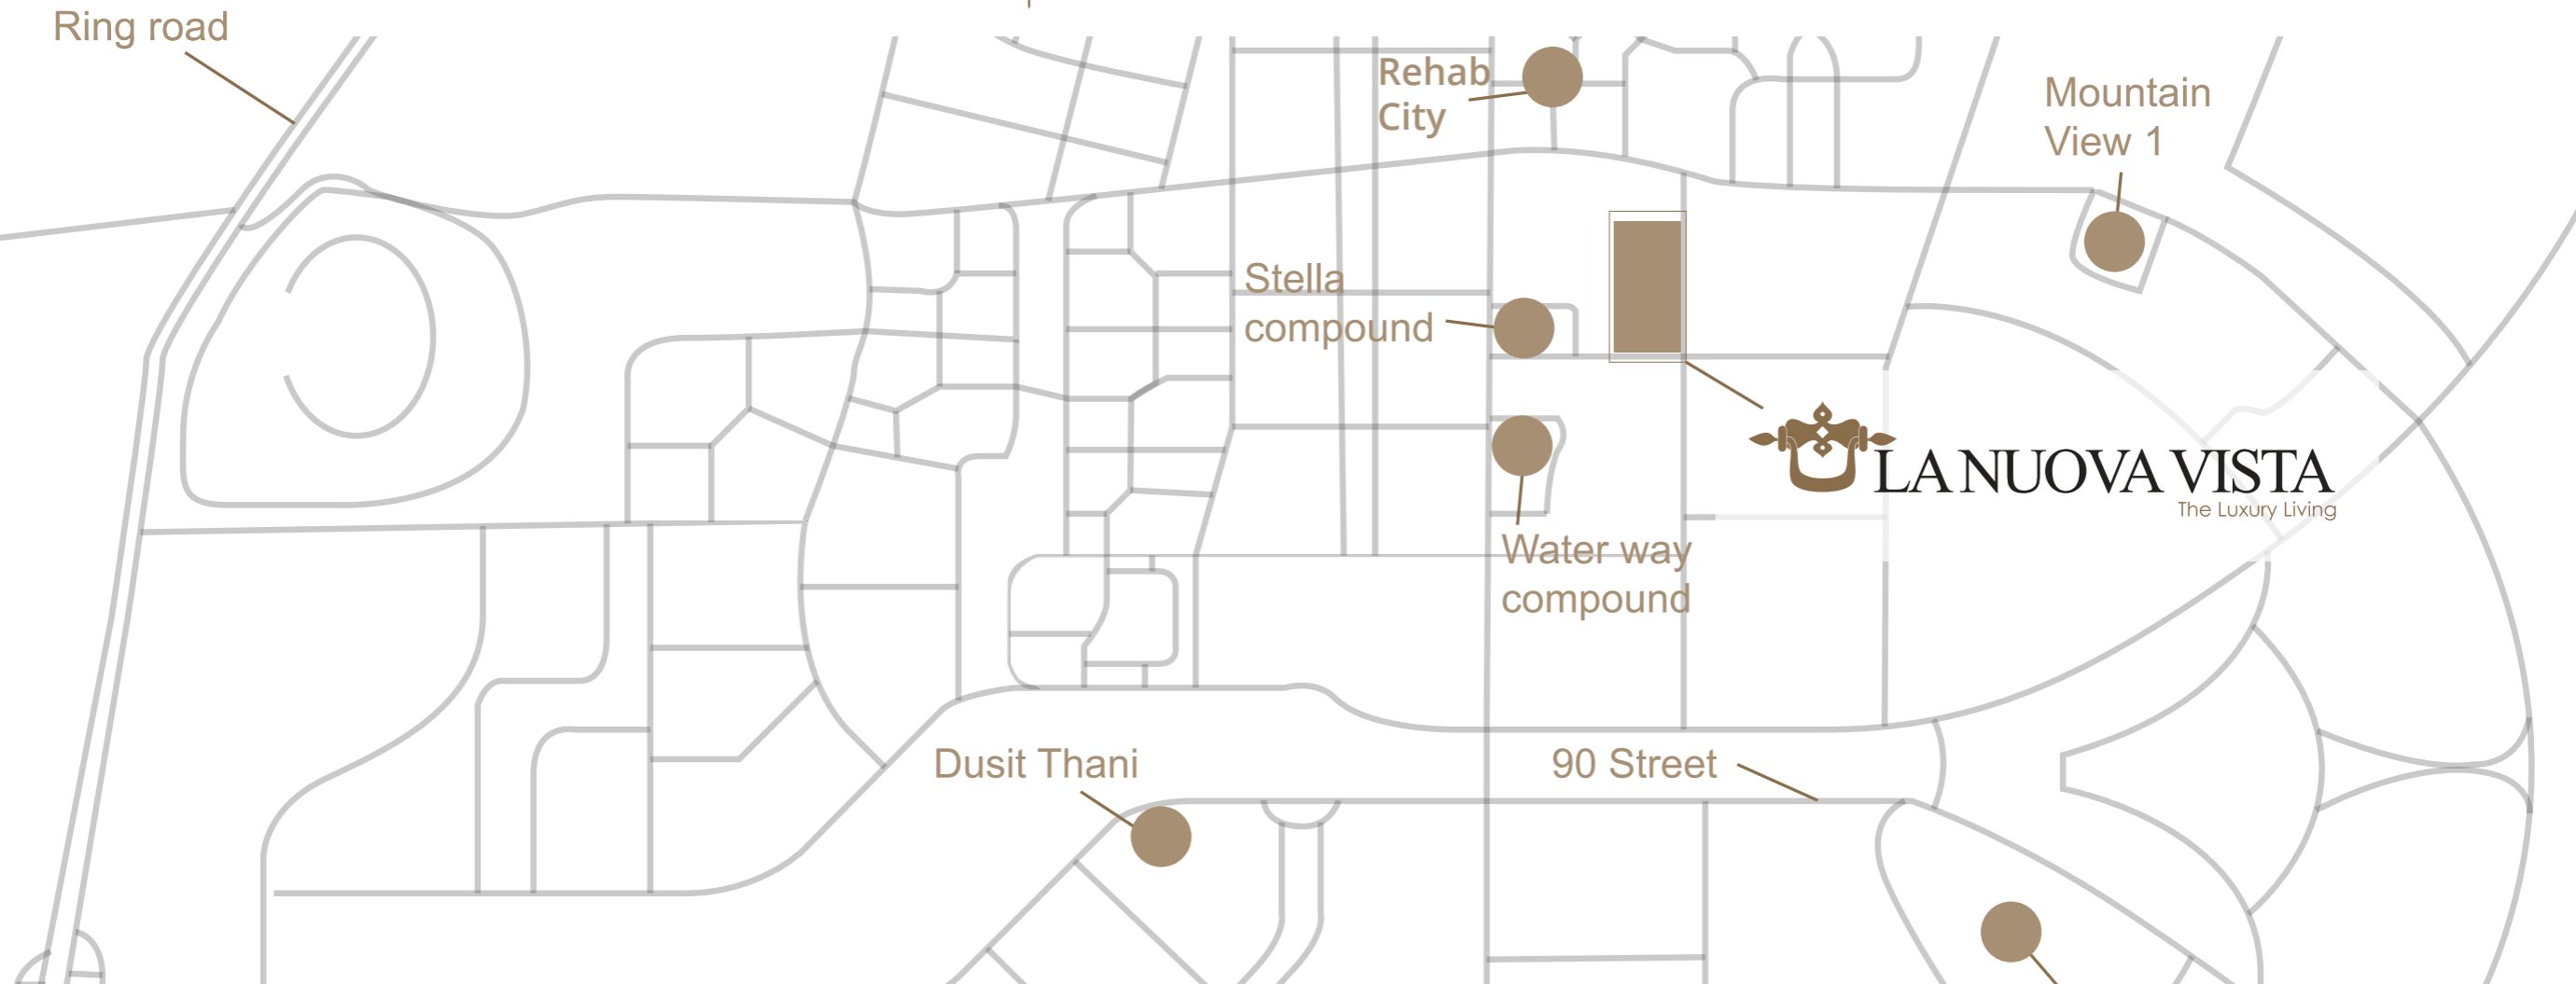 Ring road
Rehab
City
Mountain
View 1
Stella
compound
LA NUOVA VISTA
The Luxury Living
Water way
compound
Dusit Thani
90 Street